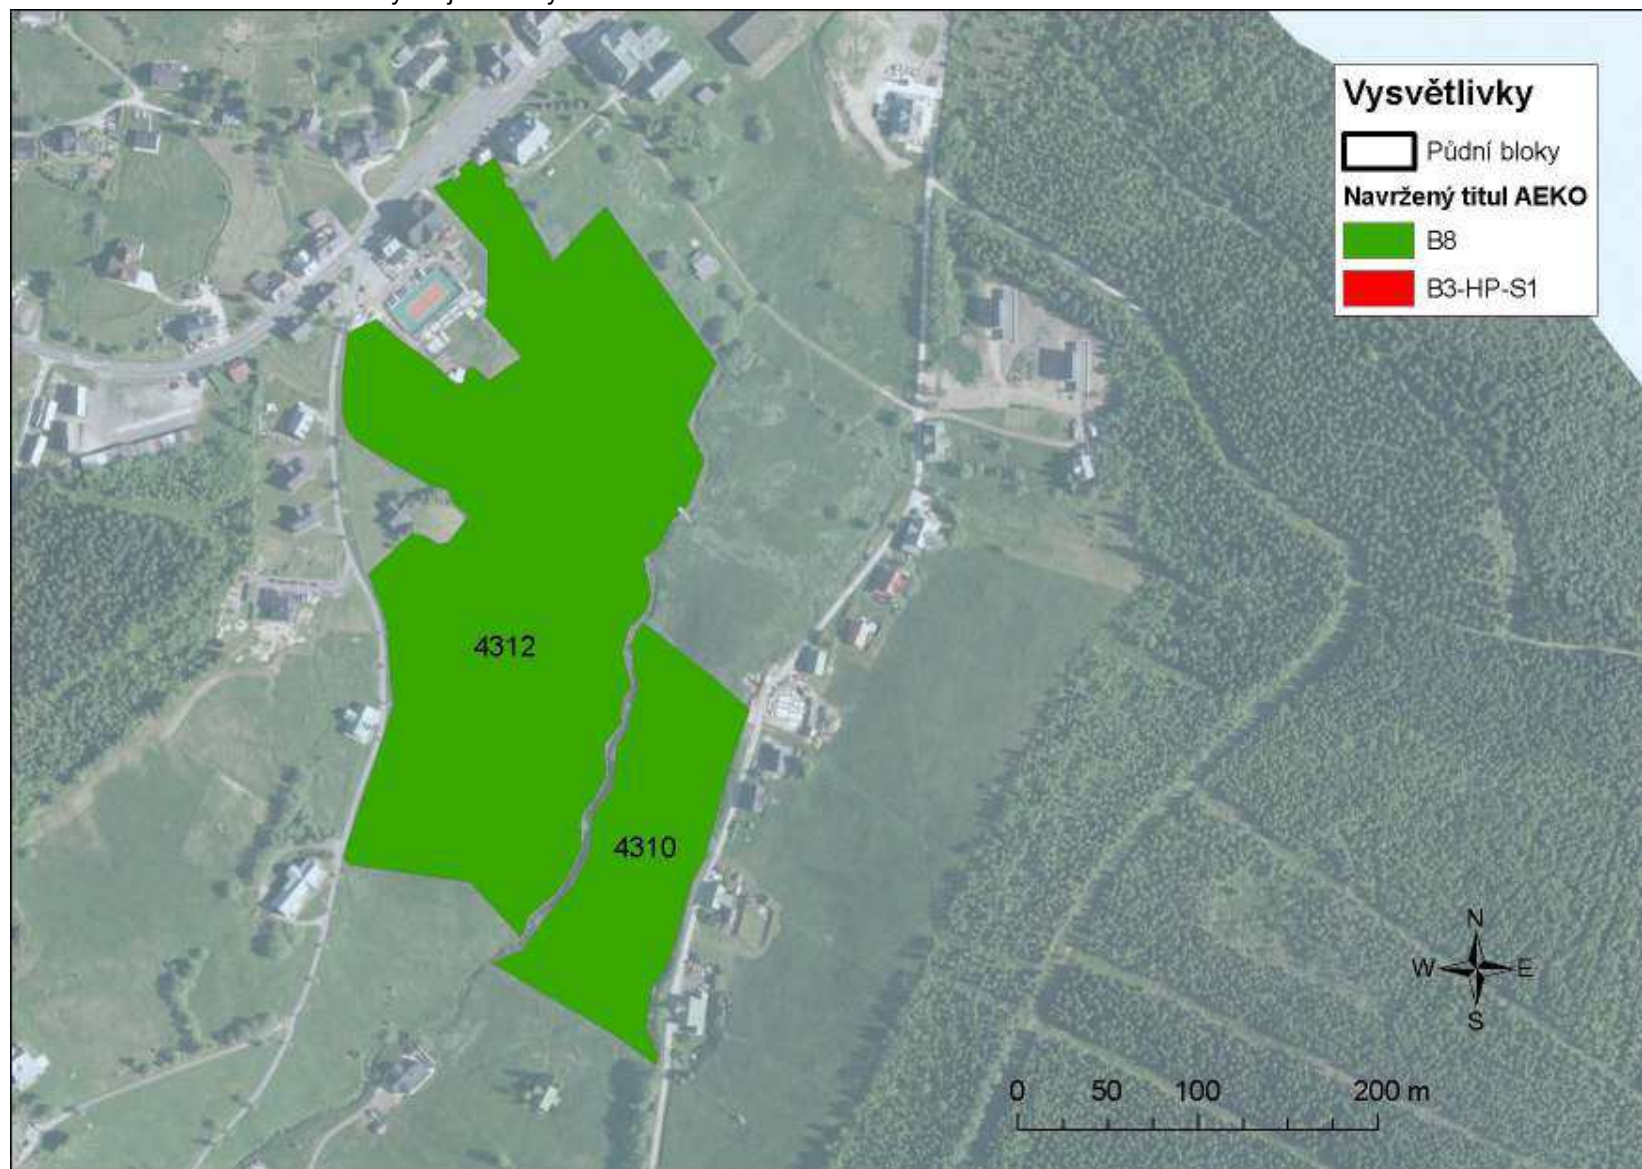 Vysvětlivky
Půdní bloky
Navržený titul AEKO
B8
B3-HP-S1
4312
4310
N
W E
S
0 50 100 200 m